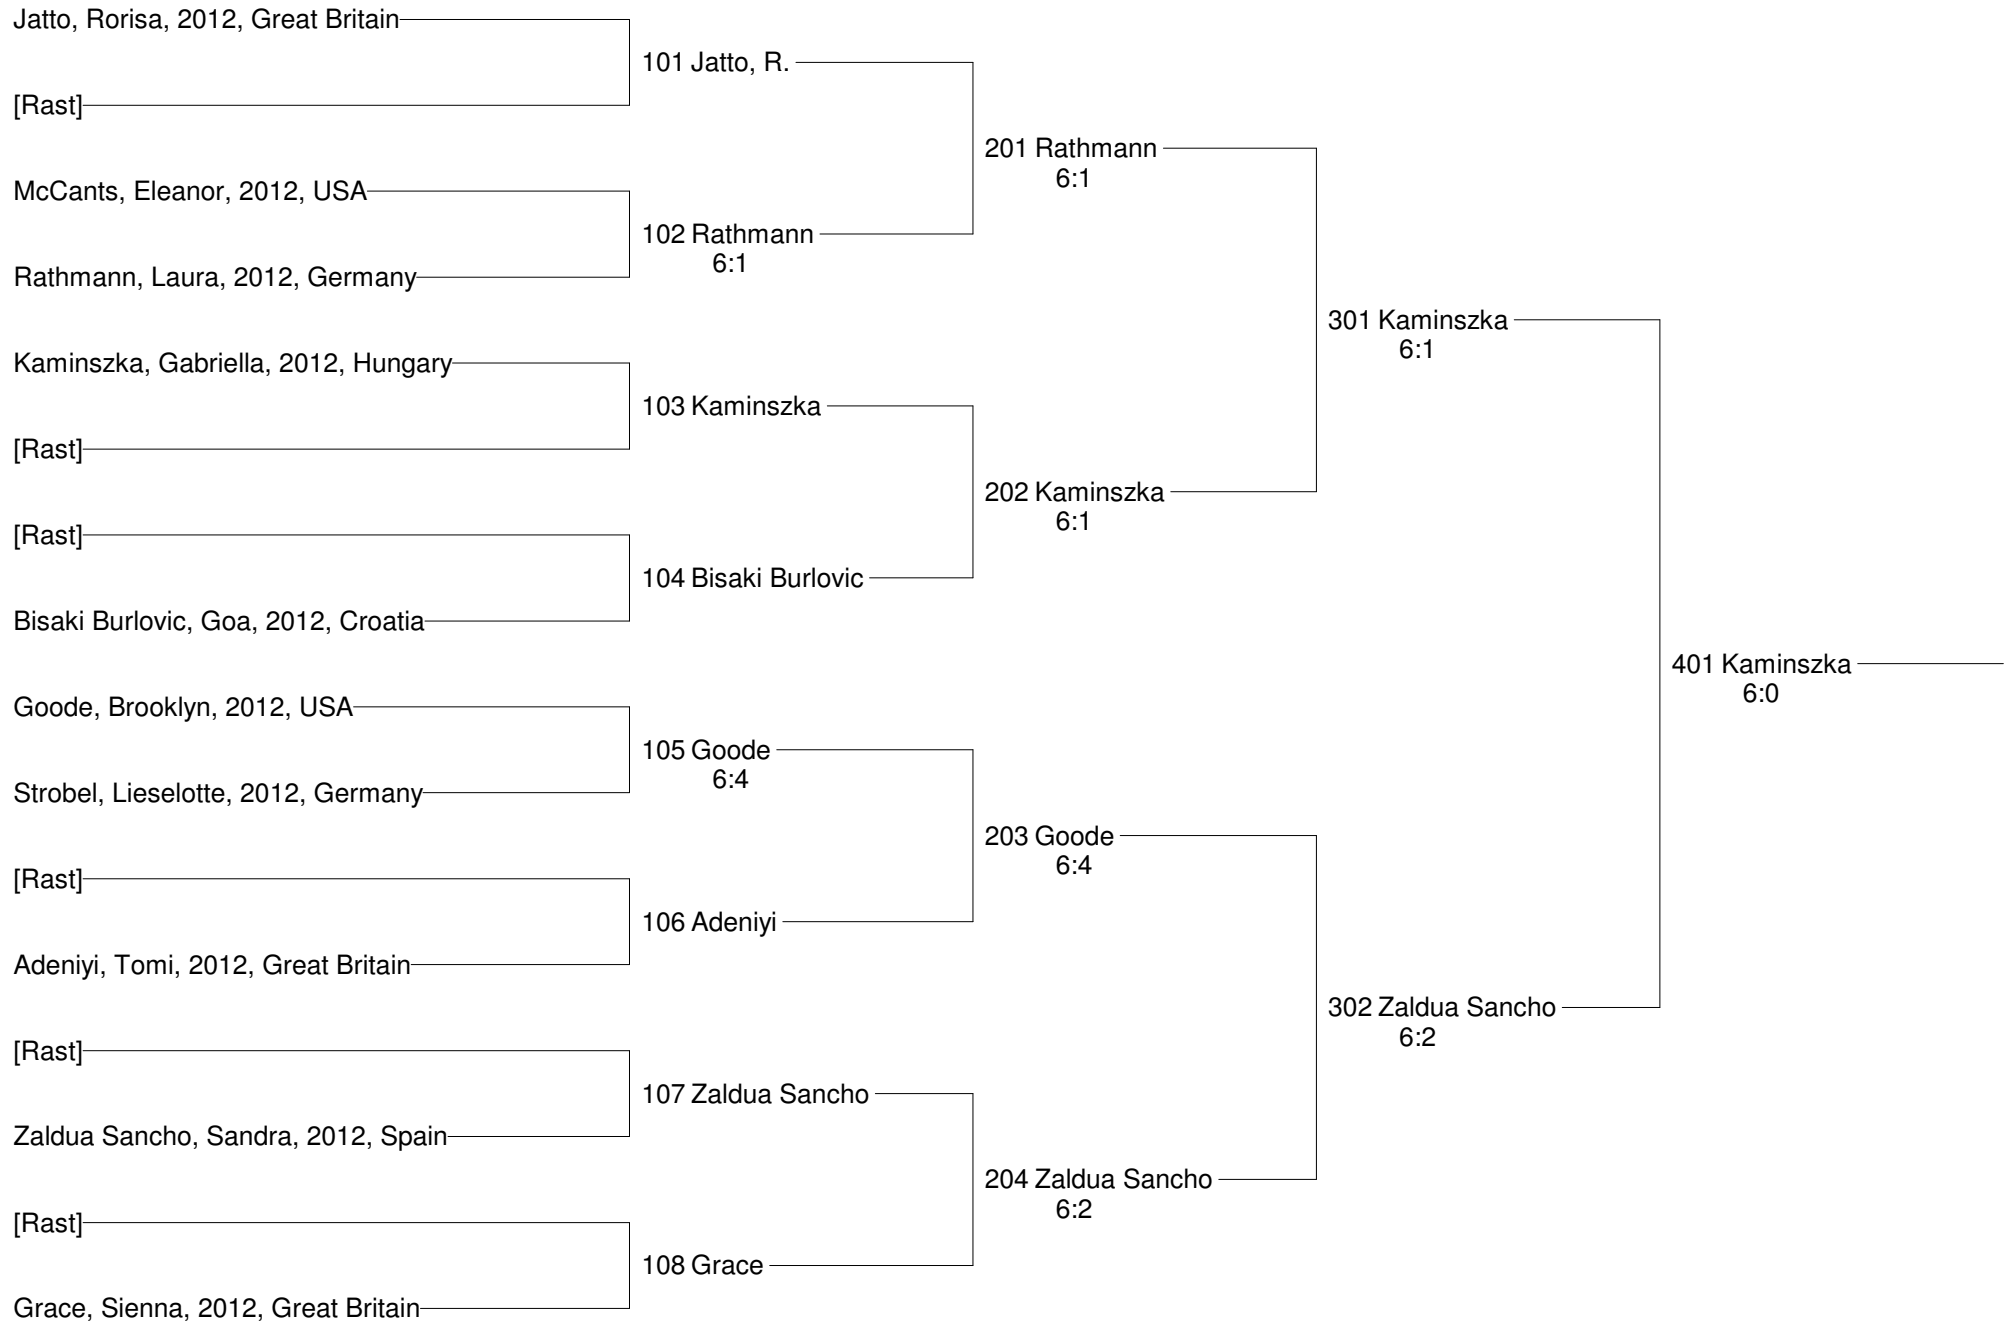 Jatto, Rorisa, 2012, Great Britain
[Rast]
McCants, Eleanor, 2012, USA
Rathmann, Laura, 2012, Germany
Kaminszka, Gabriella, 2012, Hungary
[Rast]
[Rast]
Bisaki Burlovic, Goa, 2012, Croatia
Goode, Brooklyn, 2012, USA
Strobel, Lieselotte, 2012, Germany
[Rast]
Adeniyi, Tomi, 2012, Great Britain
[Rast]
Zaldua Sancho, Sandra, 2012, Spain
[Rast]
Grace, Sienna, 2012, Great Britain
101 Jatto, R.
102 Rathmann
6:1
103 Kaminszka
104 Bisaki Burlovic
105 Goode
6:4
106 Adeniyi
107 Zaldua Sancho
108 Grace
201 Rathmann
6:1
202 Kaminszka
6:1
203 Goode
6:4
204 Zaldua Sancho
6:2
301 Kaminszka
6:1
302 Zaldua Sancho
6:2
401 Kaminszka
6:0